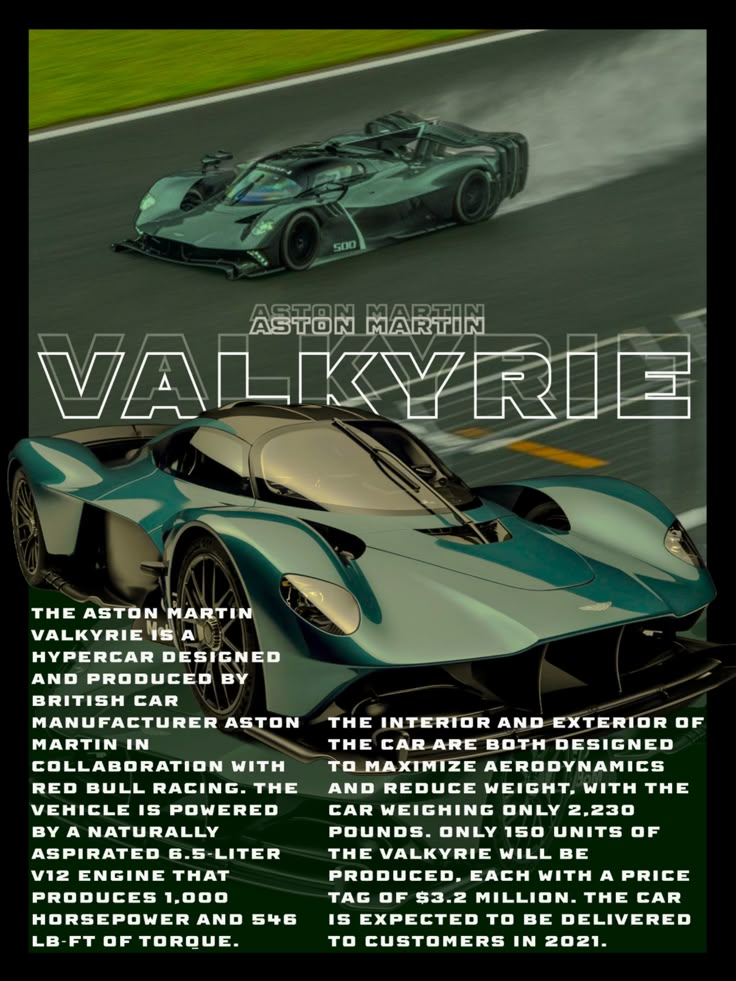 500
ASTON MARTIN
ASTON MARTIN
VALKYRIE
THE ASTON MARTIN
VALKYRIE IS A
HYPERCAR DESIGNED
AND PRODUCED BY
BRITISH CAR
MANUFACTURER ASTON
MARTIN IN
COLLABORATION WITH
RED BULL RACING. THE
VEHICLE IS POWERED
BY A NATURALLY
ASPIRATED 6.5-LITER
V12 ENGINE THAT
PRODUCES 1,000
HORSEPOWER AND 546
LB-FT OF TORQUE.
THE INTERIOR AND EXTERIOR OF
THE CAR ARE BOTH DESIGNED
TO MAXIMIZE AERODYNAMICS
AND REDUCE WEIGHT, WITH THE
CAR WEIGHING ONLY 2,230
POUNDS. ONLY 150 UNITS OF
THE VALKYRIE WILL BE
PRODUCED, EACH WITH A PRICE
TAG OF $3.2 MILLION. THE CAR
IS EXPECTED TO BE DELIVERED
TO CUSTOMERS IN 2021.